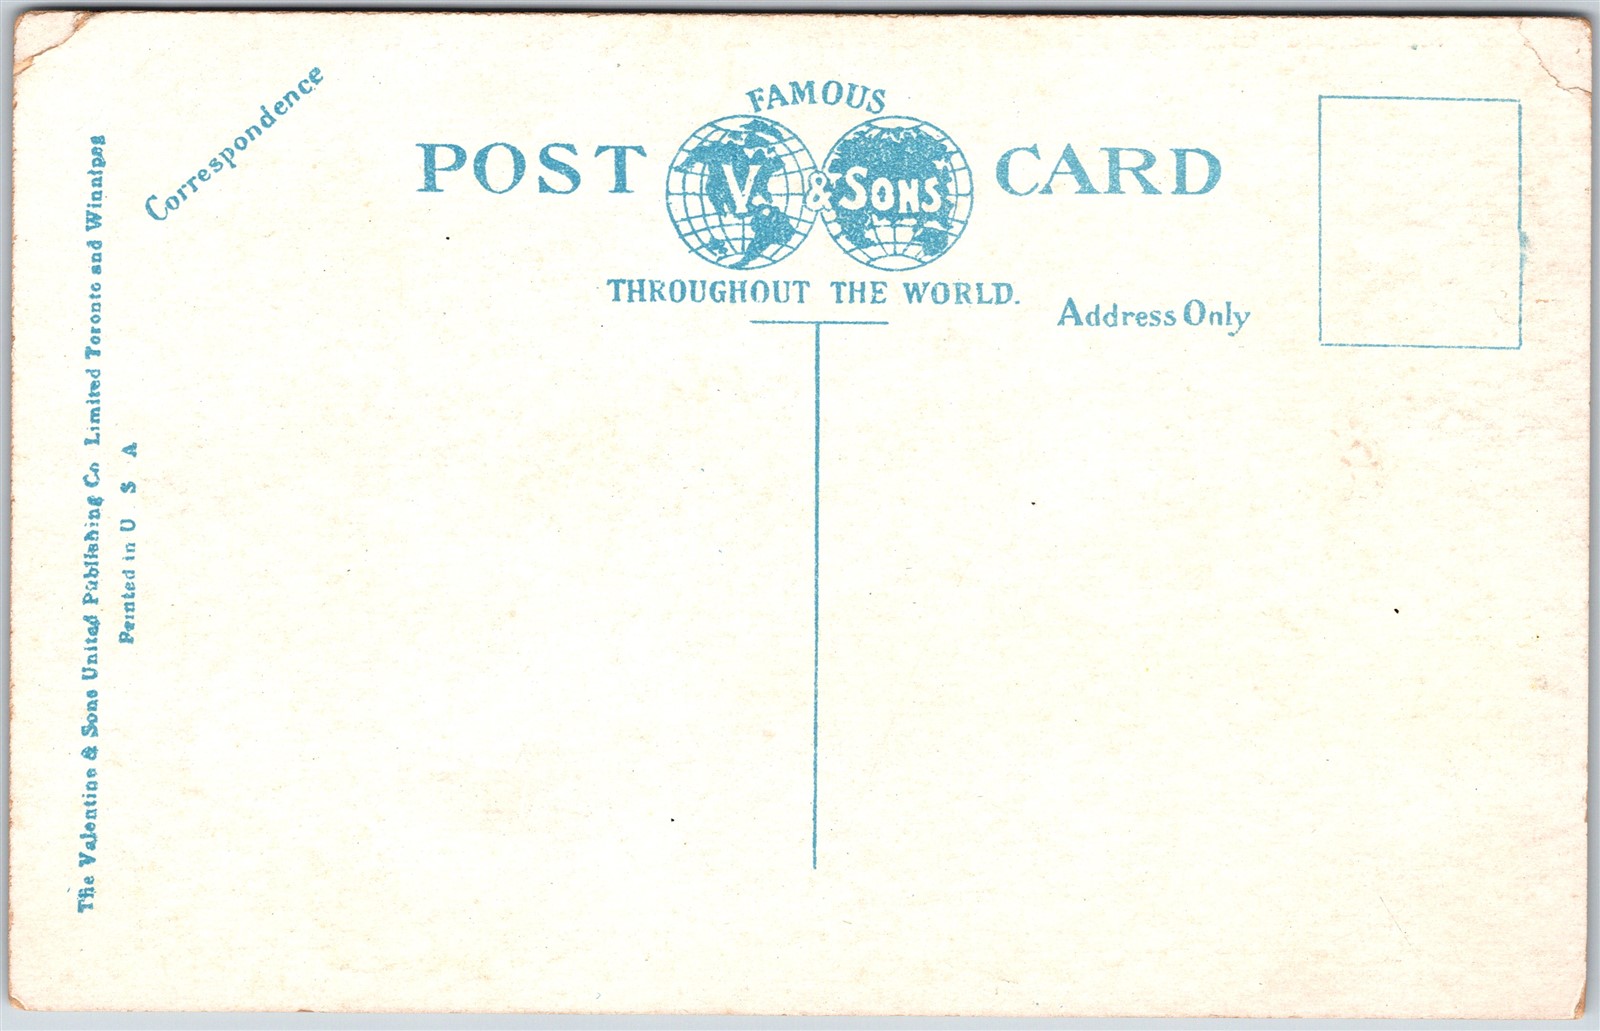 Correspondence
FAMOUS
POST V. & SONS CARD
THROUGHOUT THE WORLD.
Address Only
The Valentine & Sons United Publishing Co Limited Toronto and Winnipeg
Printed in U S A